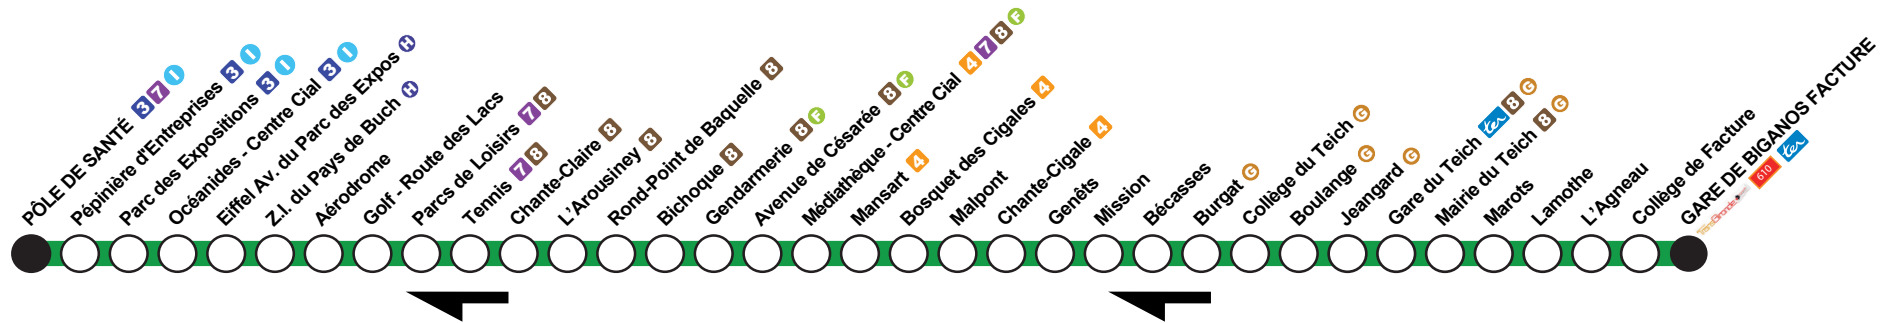 PÔLE DE SANTÉ 3 7 I
Pépinière d'Entreprises 3 I
Parc des Expositions 3 I
Océanides - Centre Cial 3 I
Eiffel Av. du Parc des Expos H
Z.I. du Pays de Buch H
Aérodrome
Golf - Route des Lacs
Parcs de Loisirs 7 8
Tennis 7 8
Chante-Claire 8
L'Arousiney 8
Rond-Point de Baquelle 8
Bichoque 8
Gendarmerie 8 F
Avenue de Césarée 8 F
Médiathèque - Centre Cial 4 7 8 F
Mansart 4
Bosquet des Cigales 4
Malpont
Chante-Cigale 4
Genêts
Mission
Bécasses
Burgat G
Collège du Teich G
Boulange G
Jeangard G
Gare du Teich ter 8 G
Mairie du Teich 8 G
Marots
Lamothe
L'Agneau
Collège de Facture
GARE DE BIGANOS FACTURE
TransGironde 610 ter